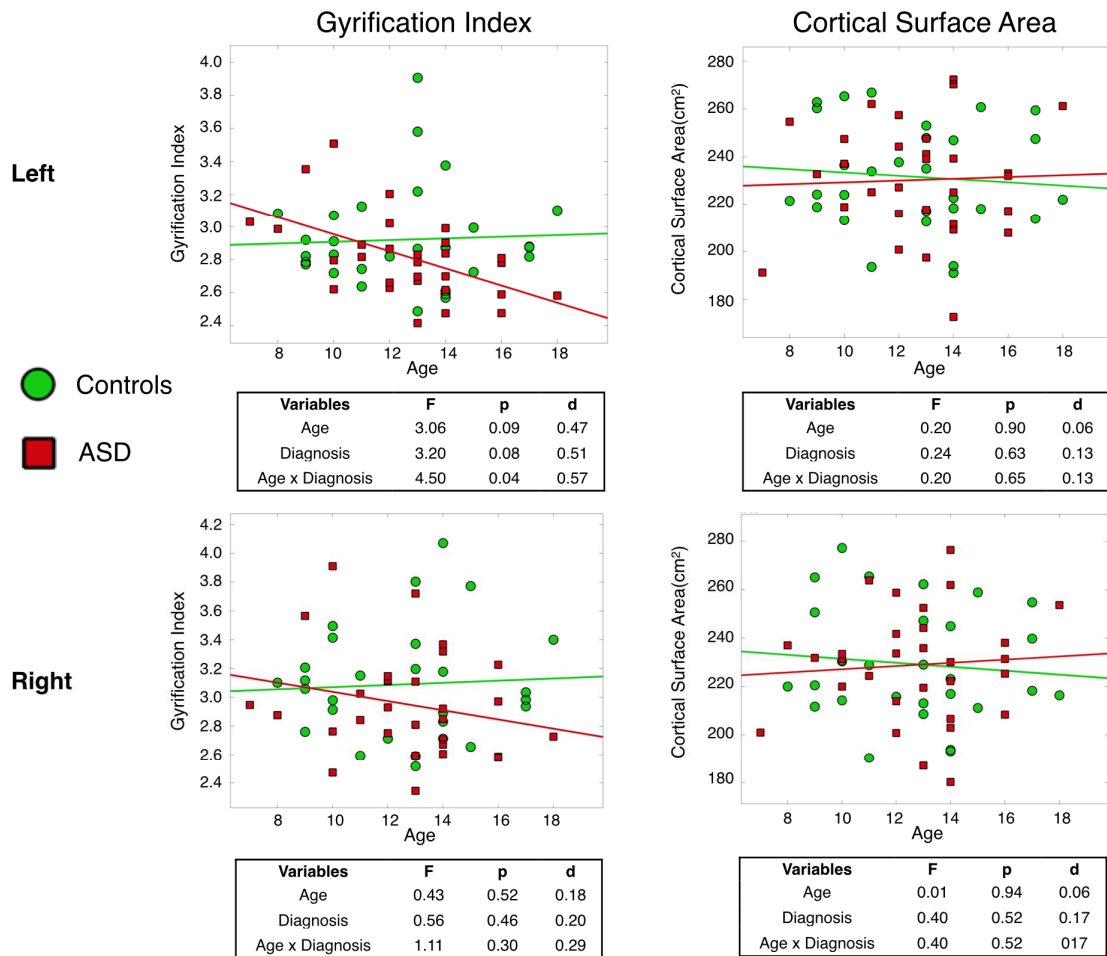 Gyrification Index
Cortical Surface Area
Left
Gyrification Index
4.0
3.8
3.6
3.4
3.2
3.0
2.8
2.6
2.4
8 10 12 14 16 18
Age
Cortical Surface Area(cm²)
280
260
240
220
200
180
8 10 12 14 16 18
Age
Controls
ASD
Variables F p d
Age 3.06 0.09 0.47
Diagnosis 3.20 0.08 0.51
Age x Diagnosis 4.50 0.04 0.57
Variables F p d
Age 0.20 0.90 0.06
Diagnosis 0.24 0.63 0.13
Age x Diagnosis 0.20 0.65 0.13
Right
Gyrification Index
4.2
4.0
3.8
3.6
3.4
3.2
3.0
2.8
2.6
2.4
8 10 12 14 16 18
Age
Cortical Surface Area(cm²)
280
260
240
220
200
180
8 10 12 14 16 18
Age
Variables F p d
Age 0.43 0.52 0.18
Diagnosis 0.56 0.46 0.20
Age x Diagnosis 1.11 0.30 0.29
Variables F p d
Age 0.01 0.94 0.06
Diagnosis 0.40 0.52 0.17
Age x Diagnosis 0.40 0.52 017